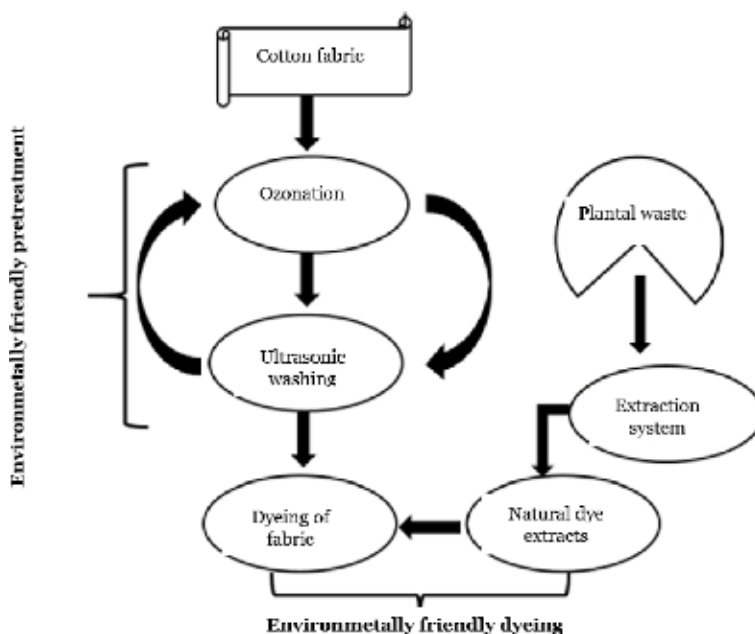 Cotton fabric
Ozonation
Plantal waste
Environmetally friendly pretreatment
Ultrasonic
washing
Extraction
system
Dyeing of
fabric
Natural dye
extracts
Environmetally friendly dyeing